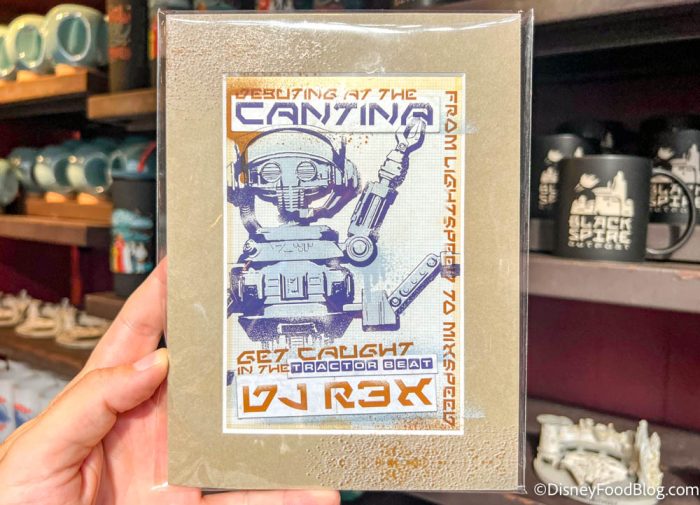 DEBUTING AT THE
CANTINA
FROM LIGHTSPEED TO MIXSPEED
GET CAUGHT
IN THE TRACTOR BEAT
DJ R3X
BLACK
SPIRE
OUTPOST
©DisneyFoodBlog.com